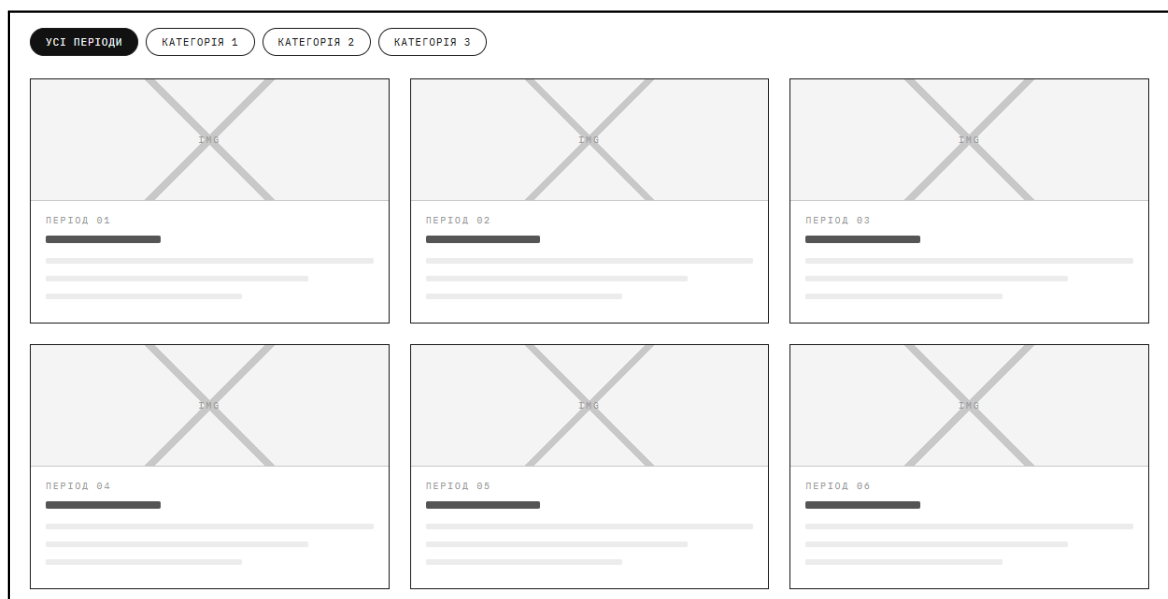 УСІ ПЕРІОДИ КАТЕГОРІЯ 1 КАТЕГОРІЯ 2 КАТЕГОРІЯ 3
IMG IMG IMG
ПЕРІОД 01 ПЕРІОД 02 ПЕРІОД 03
IMG IMG IMG
ПЕРІОД 04 ПЕРІОД 05 ПЕРІОД 06